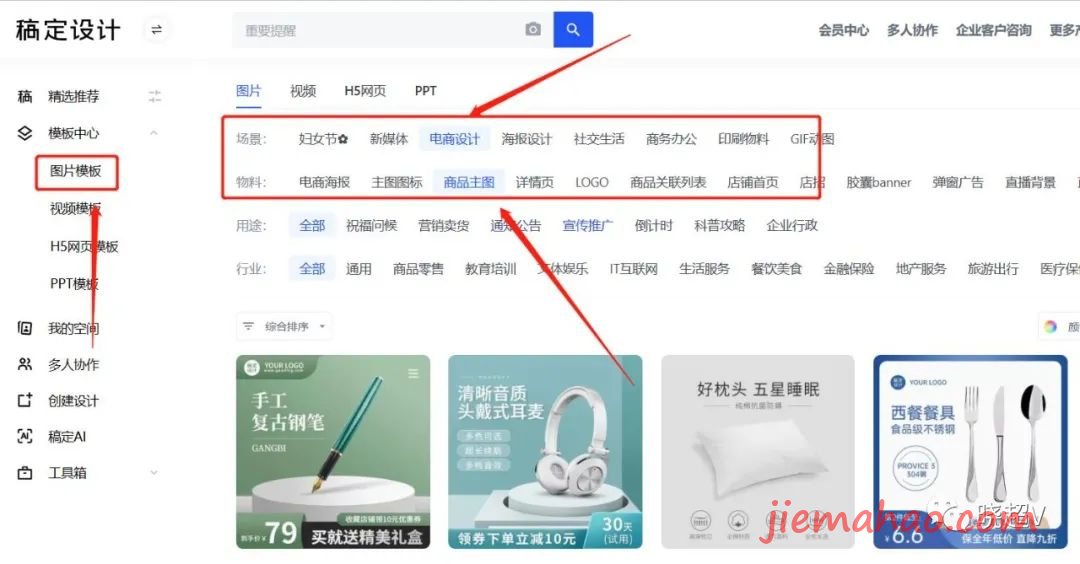 稿定设计
重要提醒
会员中心 多人协作 企业客户咨询 更多
稿 精选推荐
模板中心
图片模板
视频模板
H5网页模板
PPT模板
我的空间
多人协作
创建设计
稿定AI
工具箱
图片 视频 H5网页 PPT
场景: 妇女节 新媒体 电商设计 海报设计 社交生活 商务办公 印刷物料 GIF动图
物料: 电商海报 主图图标 商品主图 详情页 LOGO 商品关联列表 店铺首页 店招 胶囊banner 弹窗广告 直播背景
用途: 全部 祝福问候 营销卖货 通知公告 宣传推广 倒计时 科普攻略 企业行政
行业: 全部 通用 商品零售 教育培训 文体娱乐 IT互联网 生活服务 餐饮美食 金融保险 地产服务 旅游出行 医疗保
综合排序
颜
YOUR LOGO
手工
复古钢笔
GANGBI
收藏店铺领10元优惠券
到手价¥79 买就送精美礼盒
清晰音质
头戴式耳麦
多色可选
超长续航
多种音效
领券下单立减10元
30天
(试用)
好枕头 五星睡眠
纯棉抗菌防螨
YOUR LOGO
西餐餐具
食品级不锈钢
PROVICE S
304钢
¥6.6
保全年低价 直降九折
晓超V
jiemahao.com